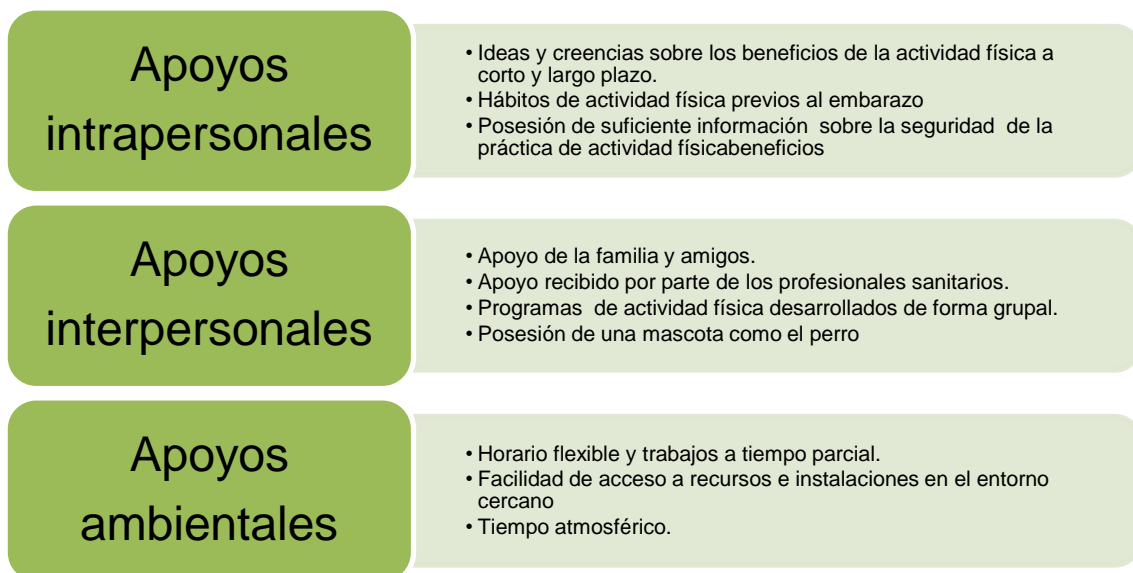 Apoyos
intrapersonales
• Ideas y creencias sobre los beneficios de la actividad física a
corto y largo plazo.
• Hábitos de actividad física previos al embarazo
• Posesión de suficiente información sobre la seguridad de la
práctica de actividad físicabeneficios
Apoyos
interpersonales
• Apoyo de la familia y amigos.
• Apoyo recibido por parte de los profesionales sanitarios.
• Programas de actividad física desarrollados de forma grupal.
• Posesión de una mascota como el perro
Apoyos
ambientales
• Horario flexible y trabajos a tiempo parcial.
• Facilidad de acceso a recursos e instalaciones en el entorno
cercano
• Tiempo atmosférico.